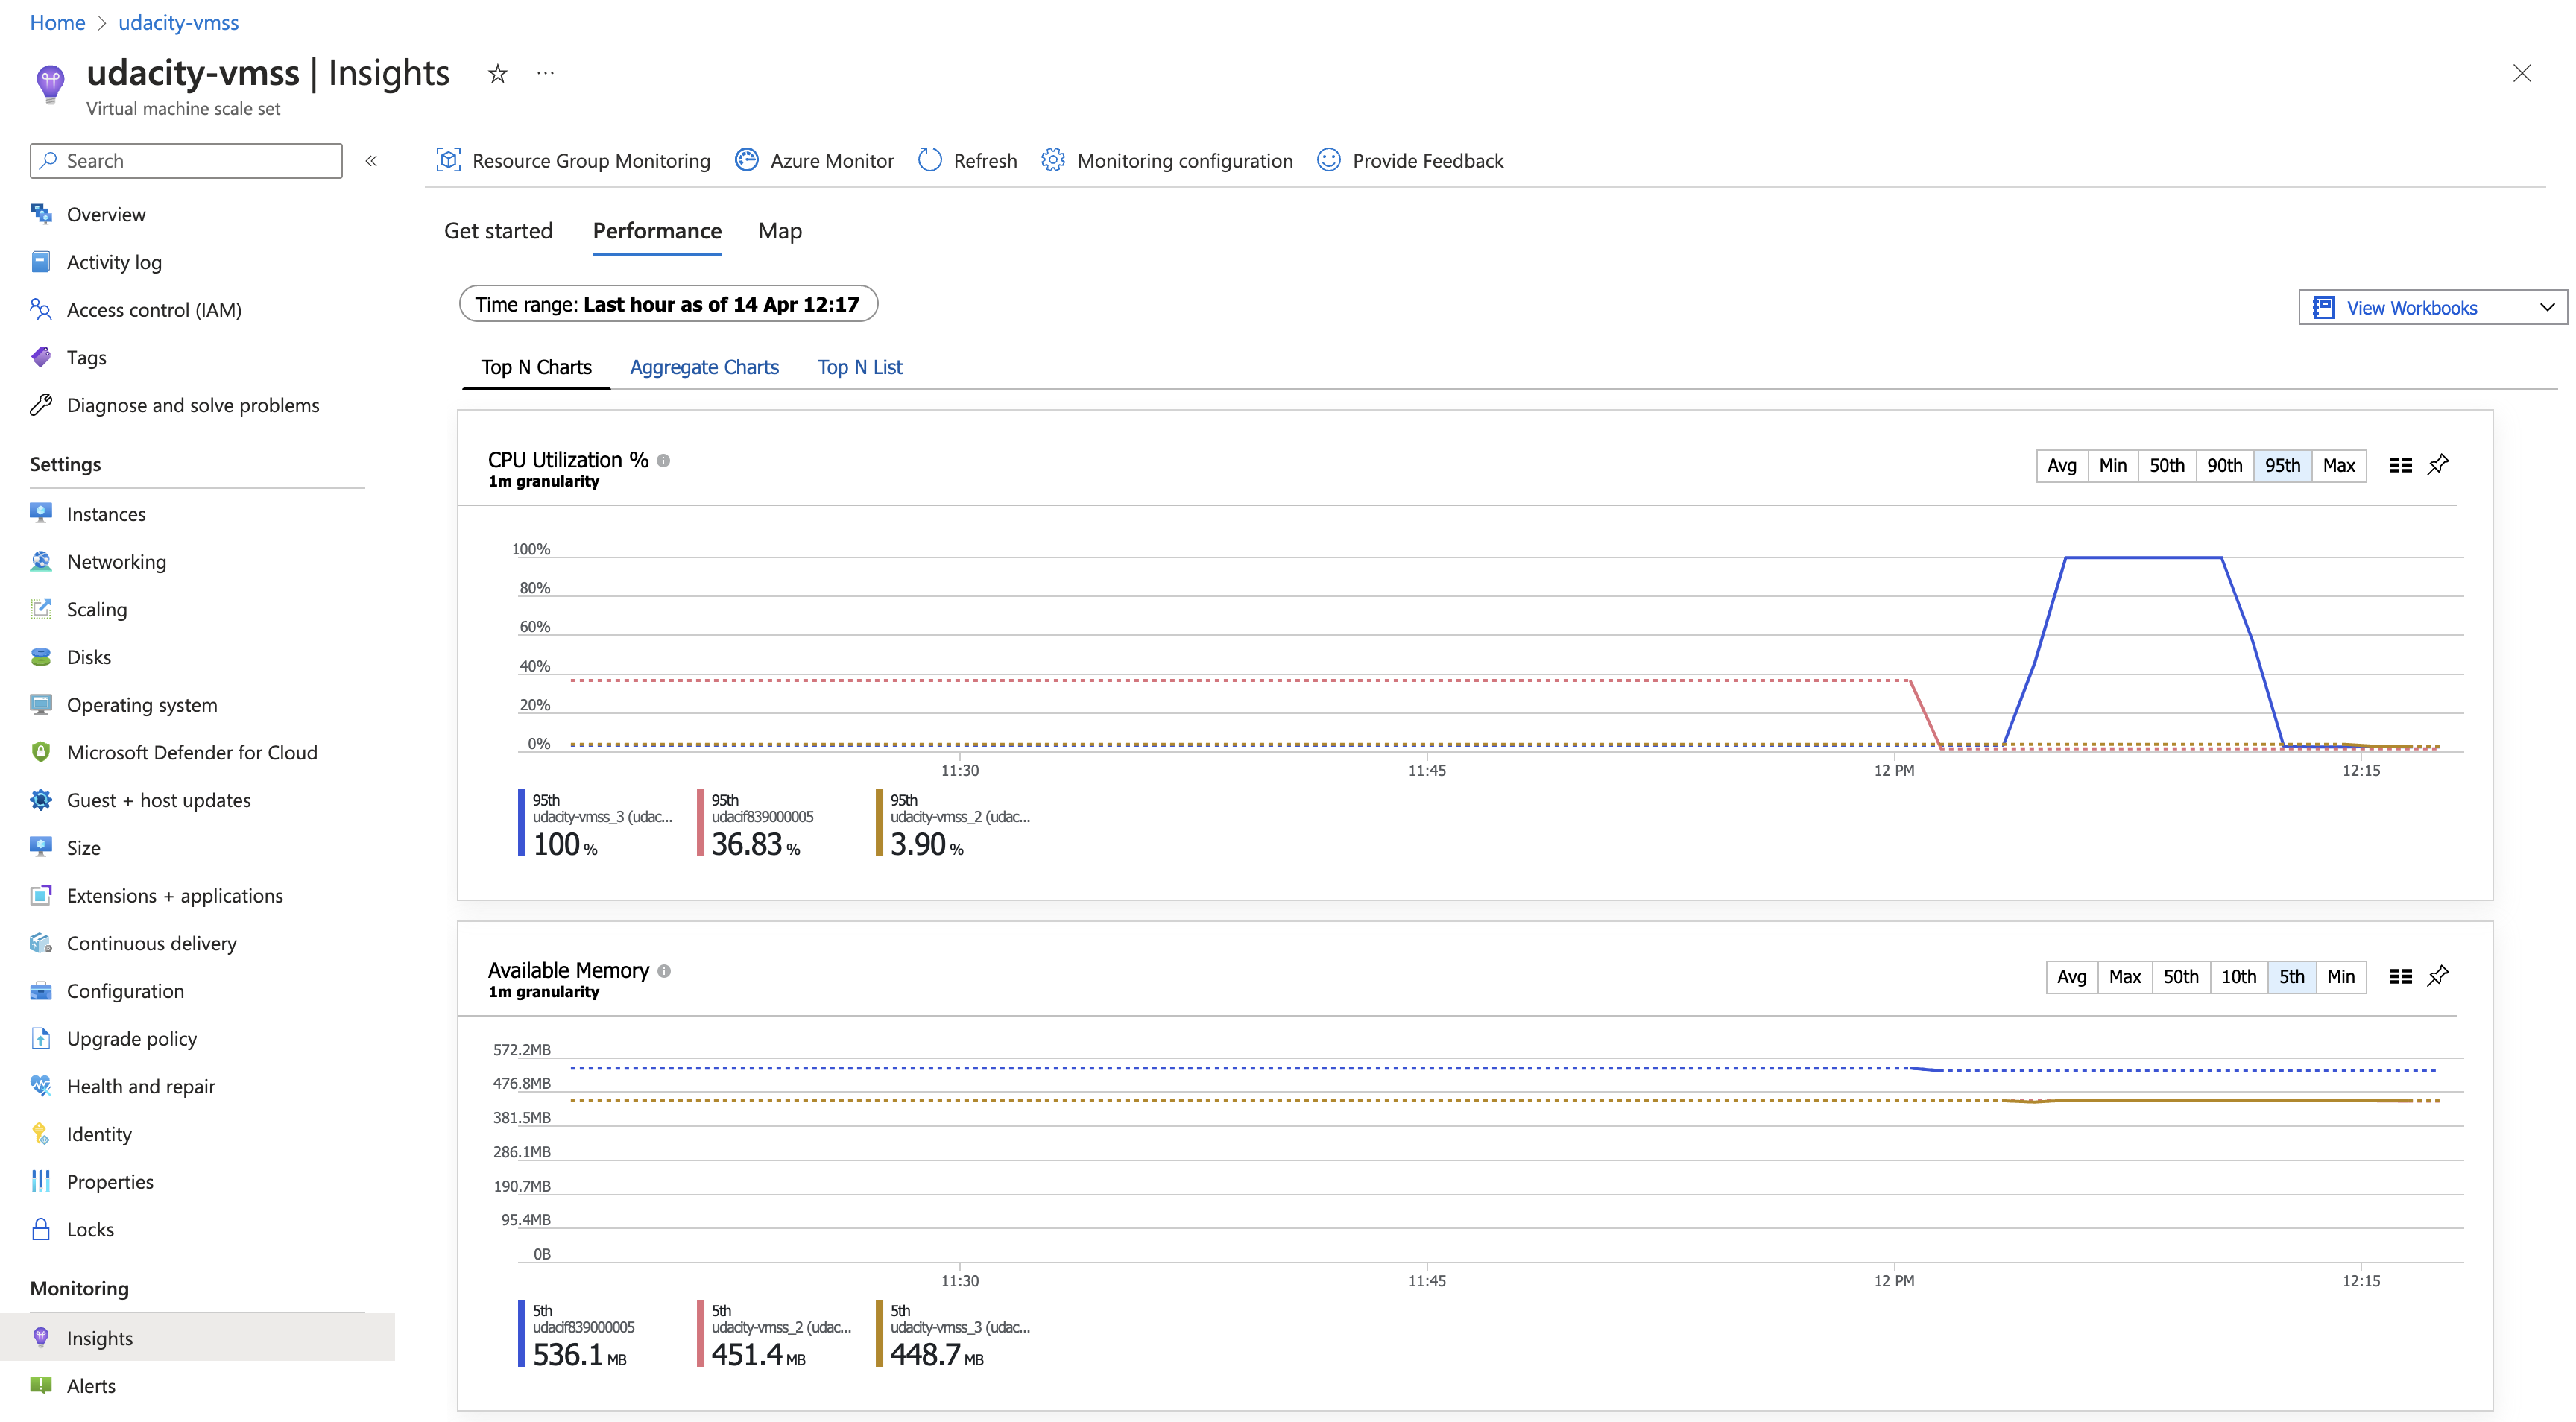 Home > udacity-vmss
udacity-vmss | Insights
Virtual machine scale set
Search
Overview
Activity log
Access control (IAM)
Tags
Diagnose and solve problems
Settings
Instances
Networking
Scaling
Disks
Operating system
Microsoft Defender for Cloud
Guest + host updates
Size
Extensions + applications
Continuous delivery
Configuration
Upgrade policy
Health and repair
Identity
Properties
Locks
Monitoring
Insights
Alerts
Resource Group Monitoring Azure Monitor Refresh Monitoring configuration Provide Feedback
Get started Performance Map
Time range: Last hour as of 14 Apr 12:17
View Workbooks
Top N Charts Aggregate Charts Top N List
CPU Utilization %
1m granularity
Avg Min 50th 90th 95th Max
100%
80%
60%
40%
20%
0%
11:30 11:45 12 PM 12:15
95th
udacity-vmss_3 (udac...
100 %
95th
udacif839000005
36.83 %
95th
udacity-vmss_2 (udac...
3.90 %
Available Memory
1m granularity
Avg Max 50th 10th 5th Min
572.2MB
476.8MB
381.5MB
286.1MB
190.7MB
95.4MB
0B
11:30 11:45 12 PM 12:15
5th
udacif839000005
536.1 MB
5th
udacity-vmss_2 (udac...
451.4 MB
5th
udacity-vmss_3 (udac...
448.7 MB